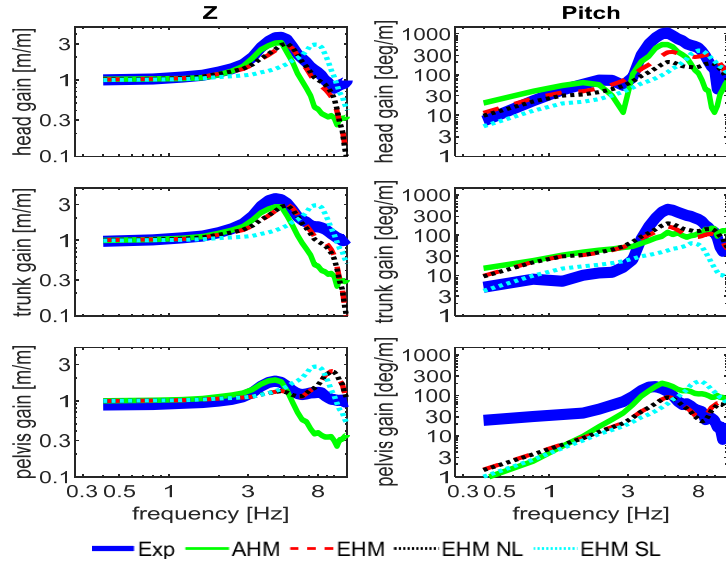 Z
Pitch
head gain [m/m]
3
1
0.3
0.1
head gain [deg/m]
1000
300
100
30
10
3
1
trunk gain [m/m]
3
1
0.3
0.1
trunk gain [deg/m]
1000
300
100
30
10
3
1
pelvis gain [m/m]
3
1
0.3
0.1
pelvis gain [deg/m]
1000
300
100
30
10
3
1
0.3 0.5 1 3 8
0.3 0.5 1 3 8
frequency [Hz]
frequency [Hz]
Exp AHM EHM EHM NL EHM SL